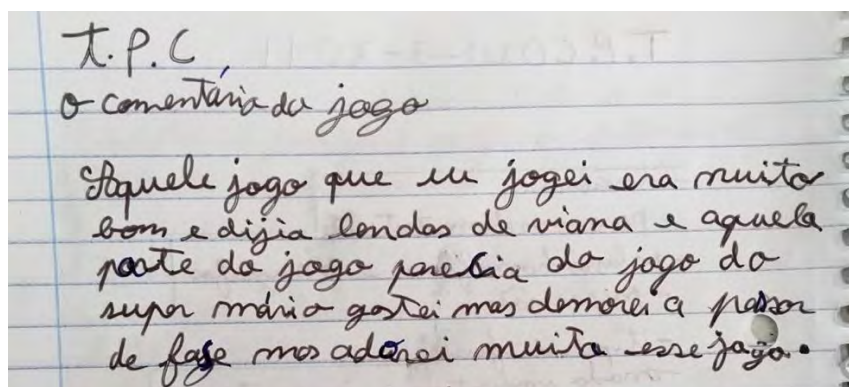 T.P.C
O comentário do jogo
Aquele jogo que eu jogei era muito
bom e dijia lendas de viana e aquela
parte do jogo parecia do jogo do
super mário gostei mas demorei a passar
de fase mas adorei muito esse jogo.